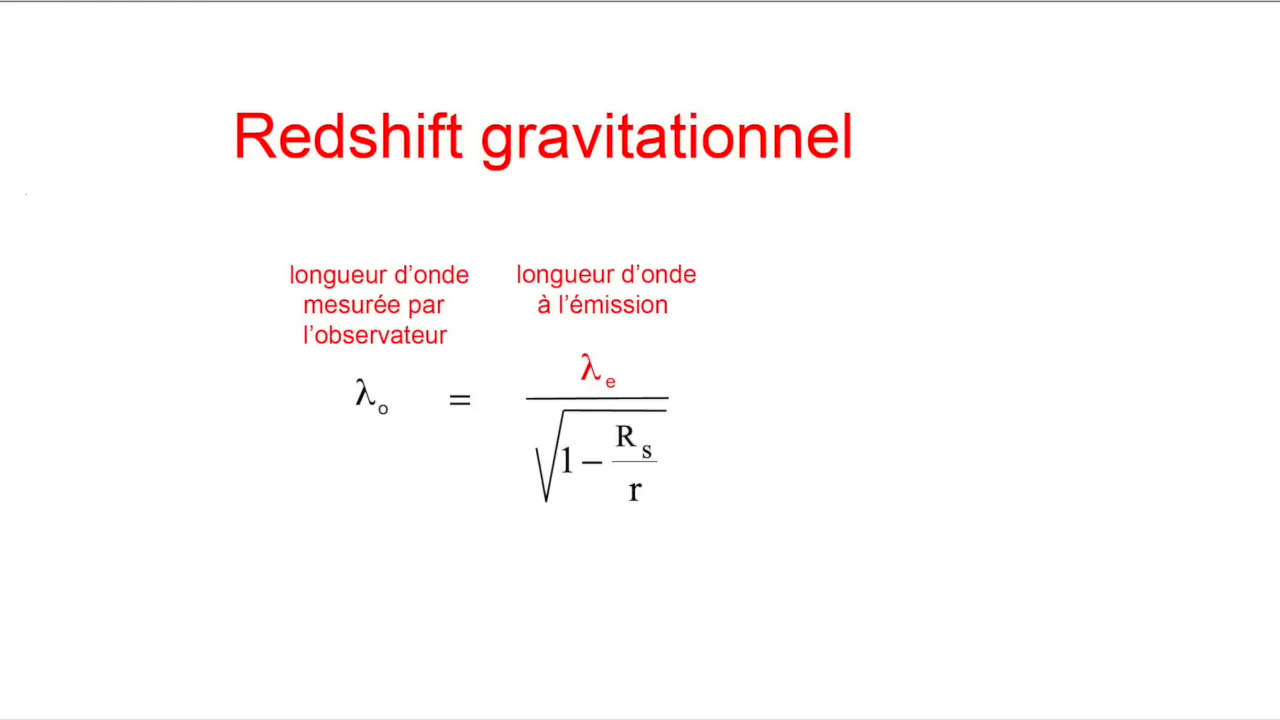 Redshift gravitationnel
longueur d’onde
mesurée par
l’observateur
longueur d’onde
à l’émission
λo = λe / √(1 − Rs / r)